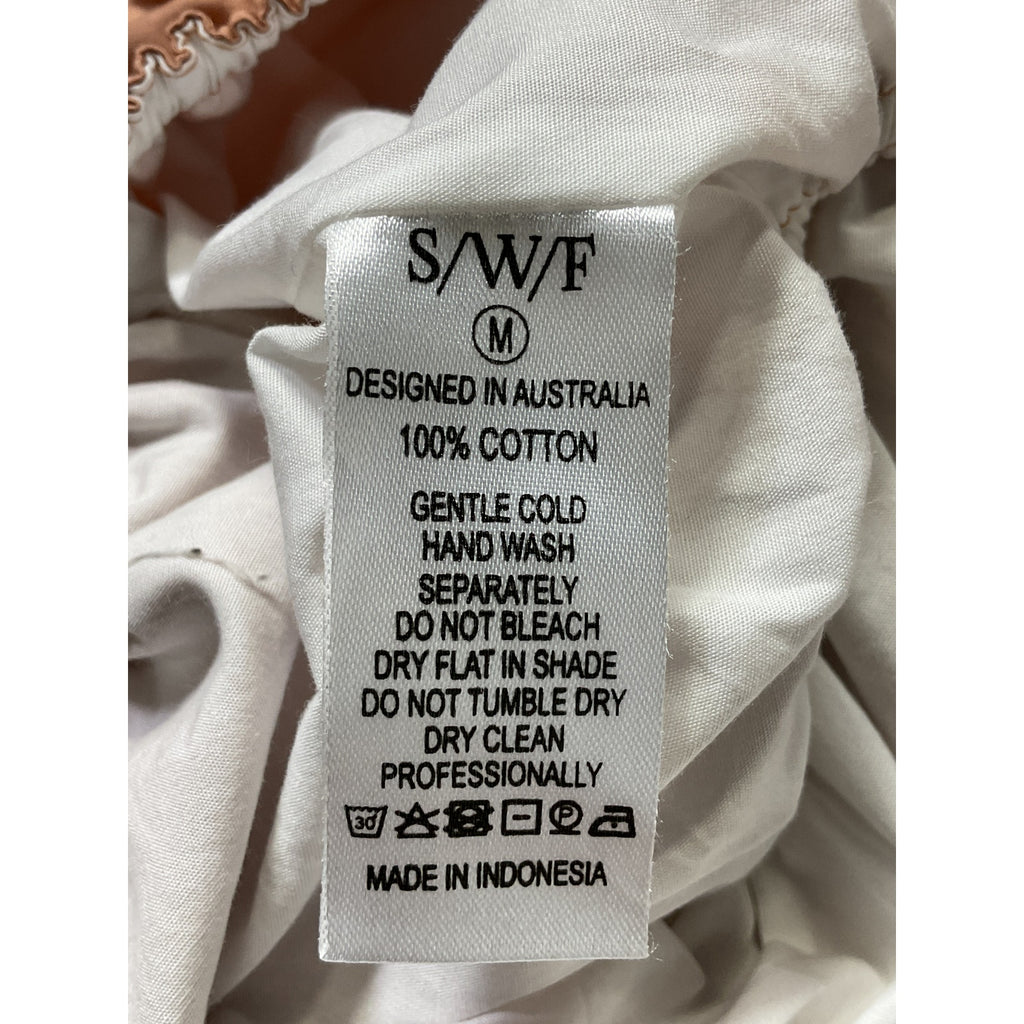 S/W/F
M
DESIGNED IN AUSTRALIA
100% COTTON
GENTLE COLD
HAND WASH
SEPARATELY
DO NOT BLEACH
DRY FLAT IN SHADE
DO NOT TUMBLE DRY
DRY CLEAN
PROFESSIONALLY
30 P
MADE IN INDONESIA